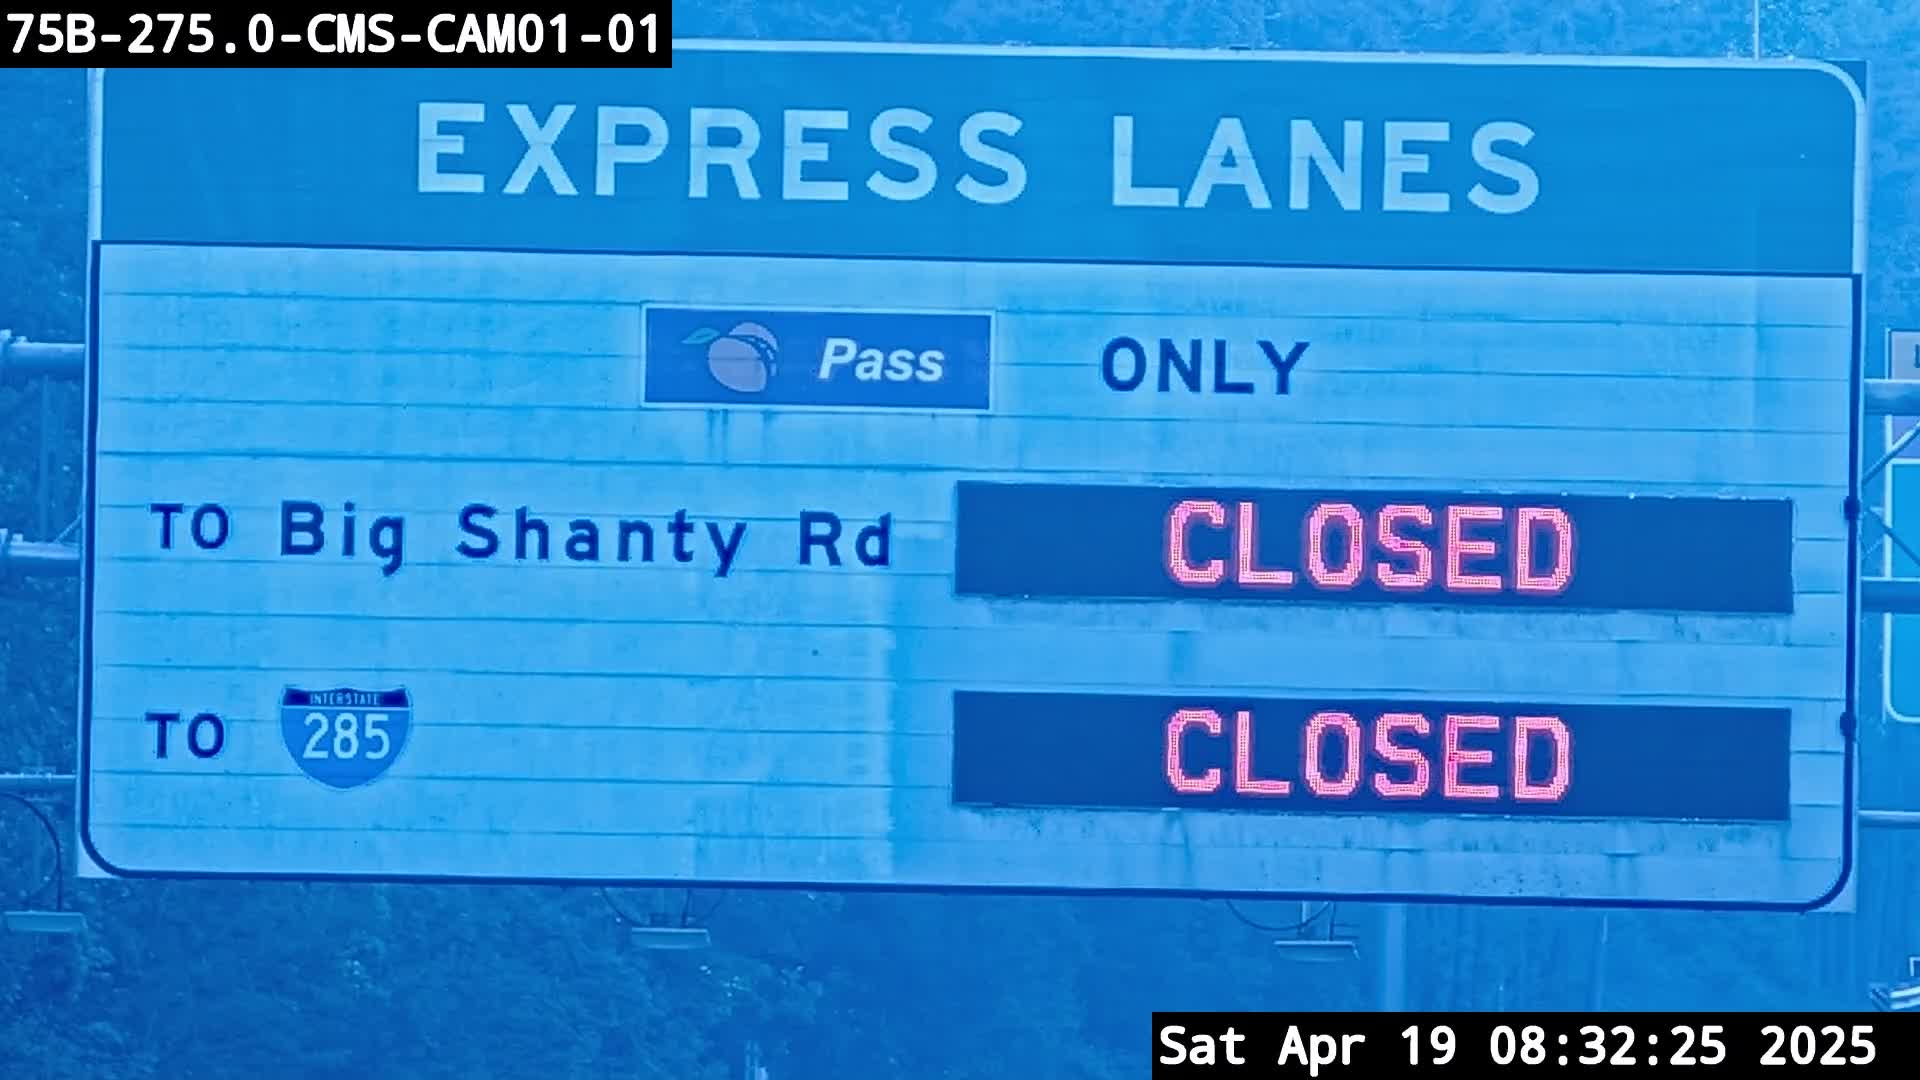 75B-275.0-CMS-CAM01-01
EXPRESS LANES
Pass ONLY
TO Big Shanty Rd CLOSED
INTERSTATE
TO 285 CLOSED
Sat Apr 19 08:32:25 2025